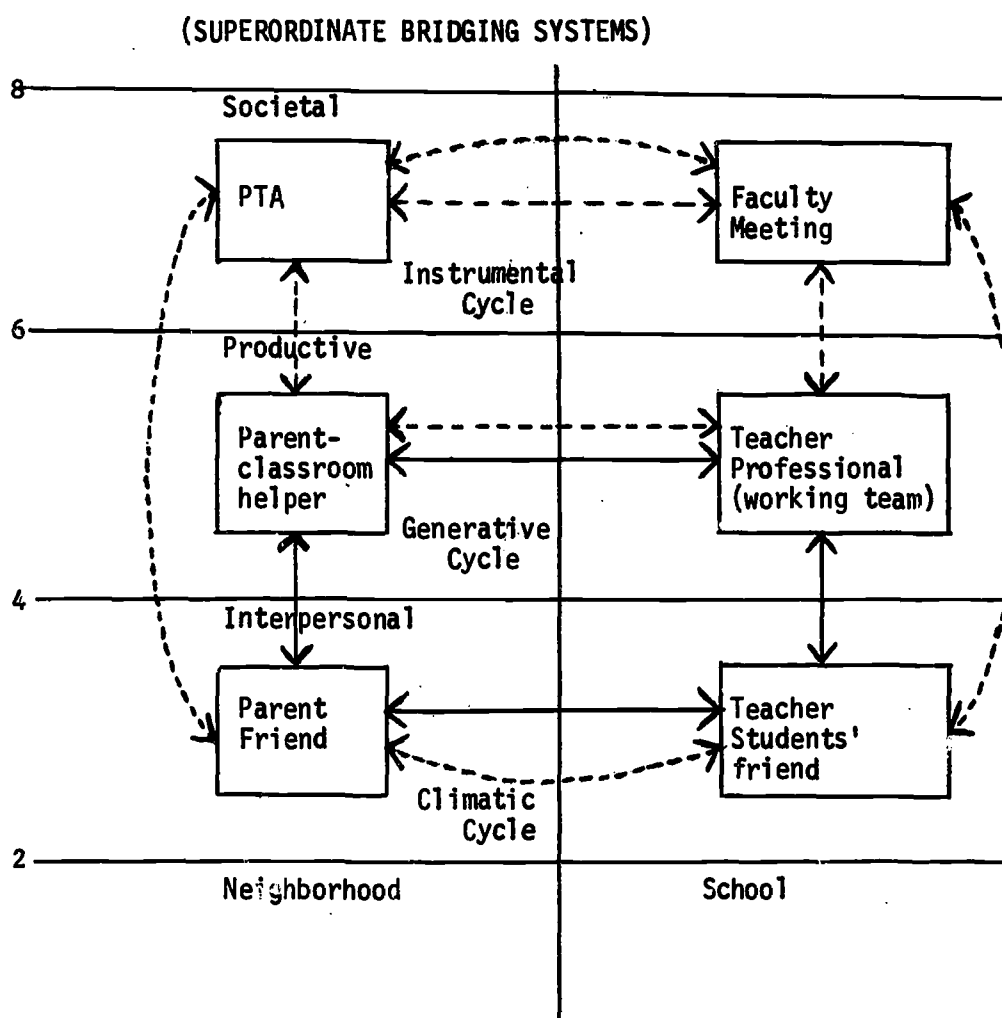 (SUPERORDINATE BRIDGING SYSTEMS)
8
Societal
PTA
Faculty
Meeting
Instrumental
Cycle
6
Productive
Parent-
classroom
helper
Teacher
Professional
(working team)
Generative
Cycle
4
Interpersonal
Parent
Friend
Teacher
Students'
friend
Climatic
Cycle
2
Neighborhood
School